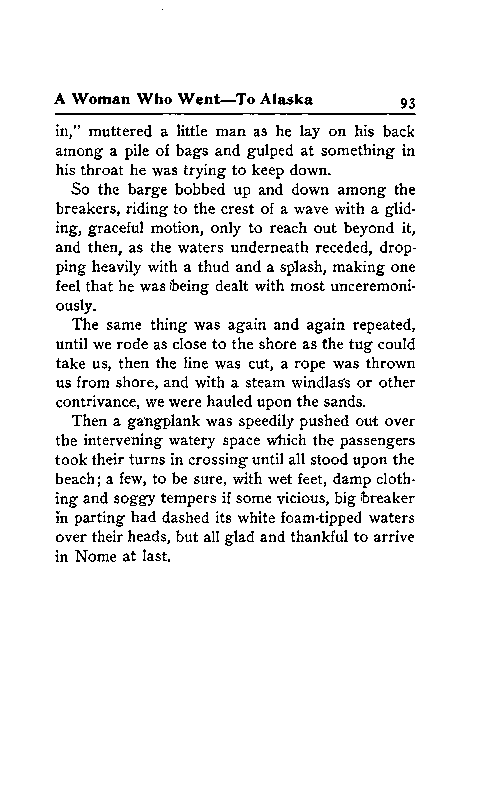 A Woman Who Went—To Alaska 93
in," muttered a little man as he lay on his back
among a pile of bags and gulped at something in
his throat he was trying to keep down.
So the barge bobbed up and down among the
breakers, riding to the crest of a wave with a glid-
ing, graceful motion, only to reach out beyond it,
and then, as the waters underneath receded, drop-
ping heavily with a thud and a splash, making one
feel that he was being dealt with most unceremoni-
ously.
The same thing was again and again repeated,
until we rode as close to the shore as the tug could
take us, then the line was cut, a rope was thrown
us from shore, and with a steam windlass or other
contrivance, we were hauled upon the sands.
Then a gangplank was speedily pushed out over
the intervening watery space which the passengers
took their turns in crossing until all stood upon the
beach; a few, to be sure, with wet feet, damp cloth-
ing and soggy tempers if some vicious, big breaker
in parting had dashed its white foam-tipped waters
over their heads, but all glad and thankful to arrive
in Nome at last.